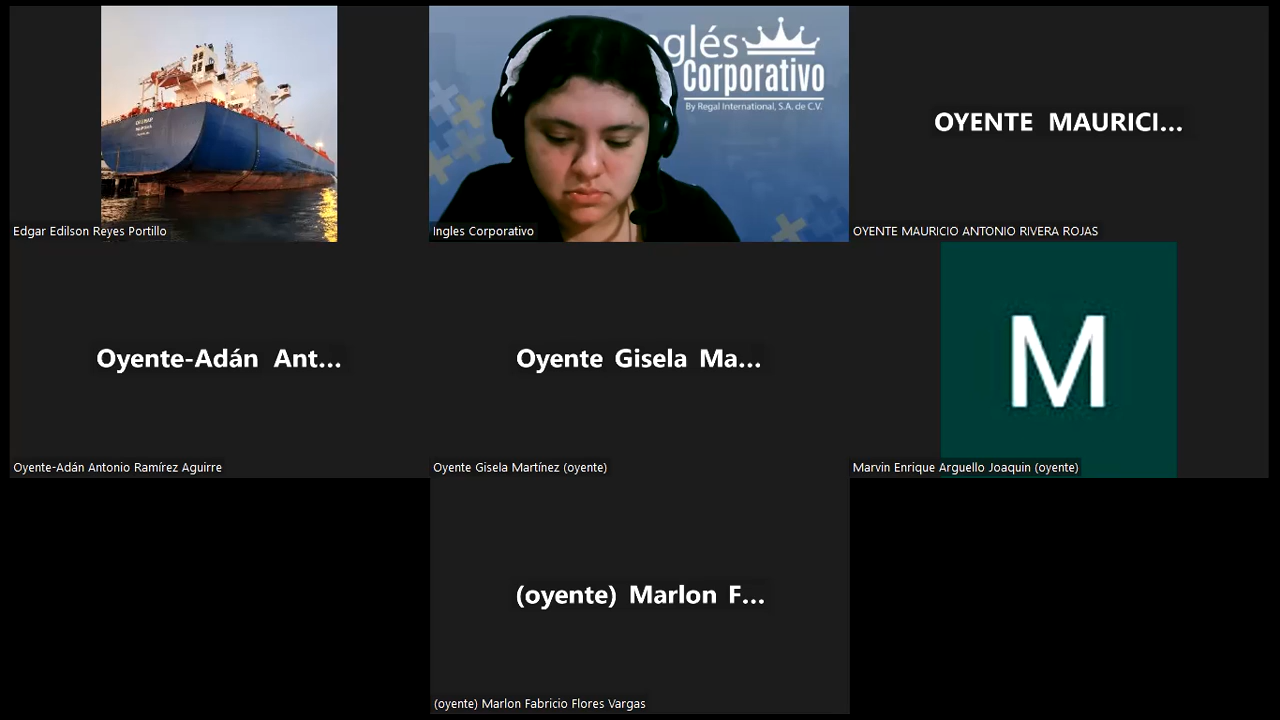 Edgar Edilson Reyes Portillo
glés
Corporativo
By Regal International, S.A. de C.V.
Ingles Corporativo
OYENTE MAURICI...
OYENTE MAURICIO ANTONIO RIVERA ROJAS
Oyente-Adán Ant...
Oyente-Adán Antonio Ramírez Aguirre
Oyente Gisela Ma...
Oyente Gisela Martínez (oyente)
M
Marvin Enrique Arguello Joaquin (oyente)
(oyente) Marlon F...
(oyente) Marlon Fabricio Flores Vargas